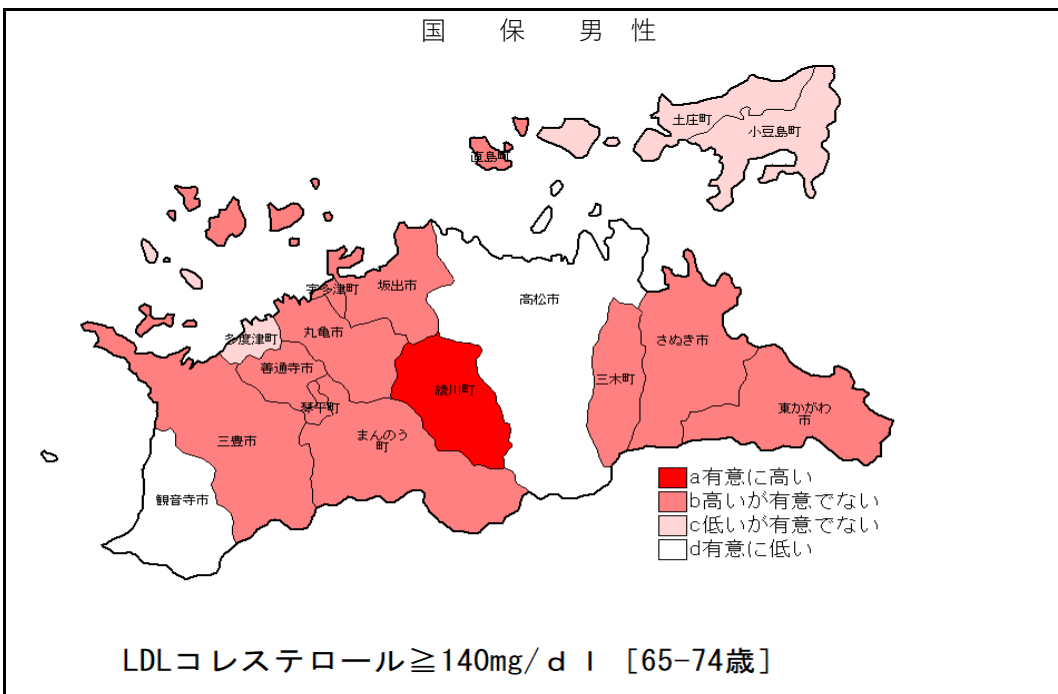 国 保 男 性
土庄町
小豆島町
直島町
宇多津町
坂出市
高松市
多度津町
丸亀市
さぬき市
善通寺市
三木町
綾川町
琴平町
東かがわ
市
三豊市
まんのう
町
観音寺市
a有意に高い
b高いが有意でない
c低いが有意でない
d有意に低い
LDLコレステロール≧140mg/ｄｌ［65-74歳］